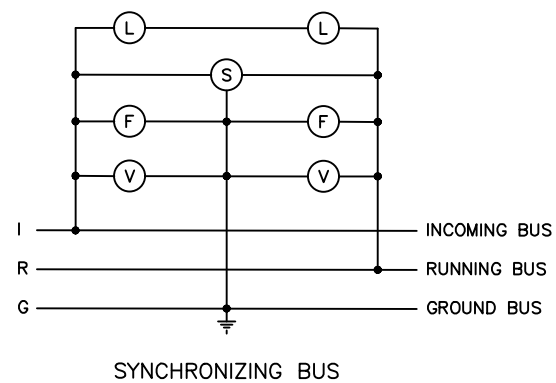 L L
S
F F
V V
I INCOMING BUS
R RUNNING BUS
G GROUND BUS
SYNCHRONIZING BUS